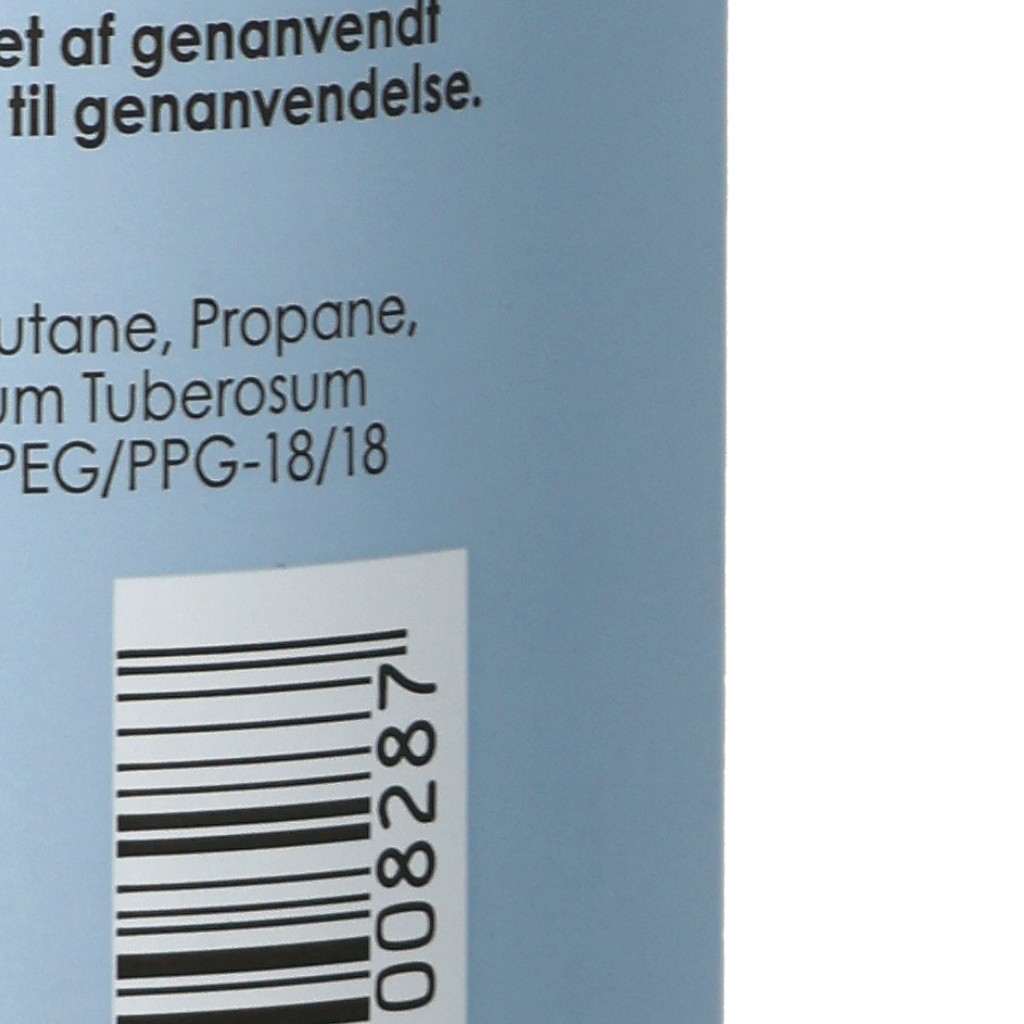 et af genanvendt
til genanvendelse.
utane, Propane,
um Tuberosum
PEG/PPG-18/18
008287